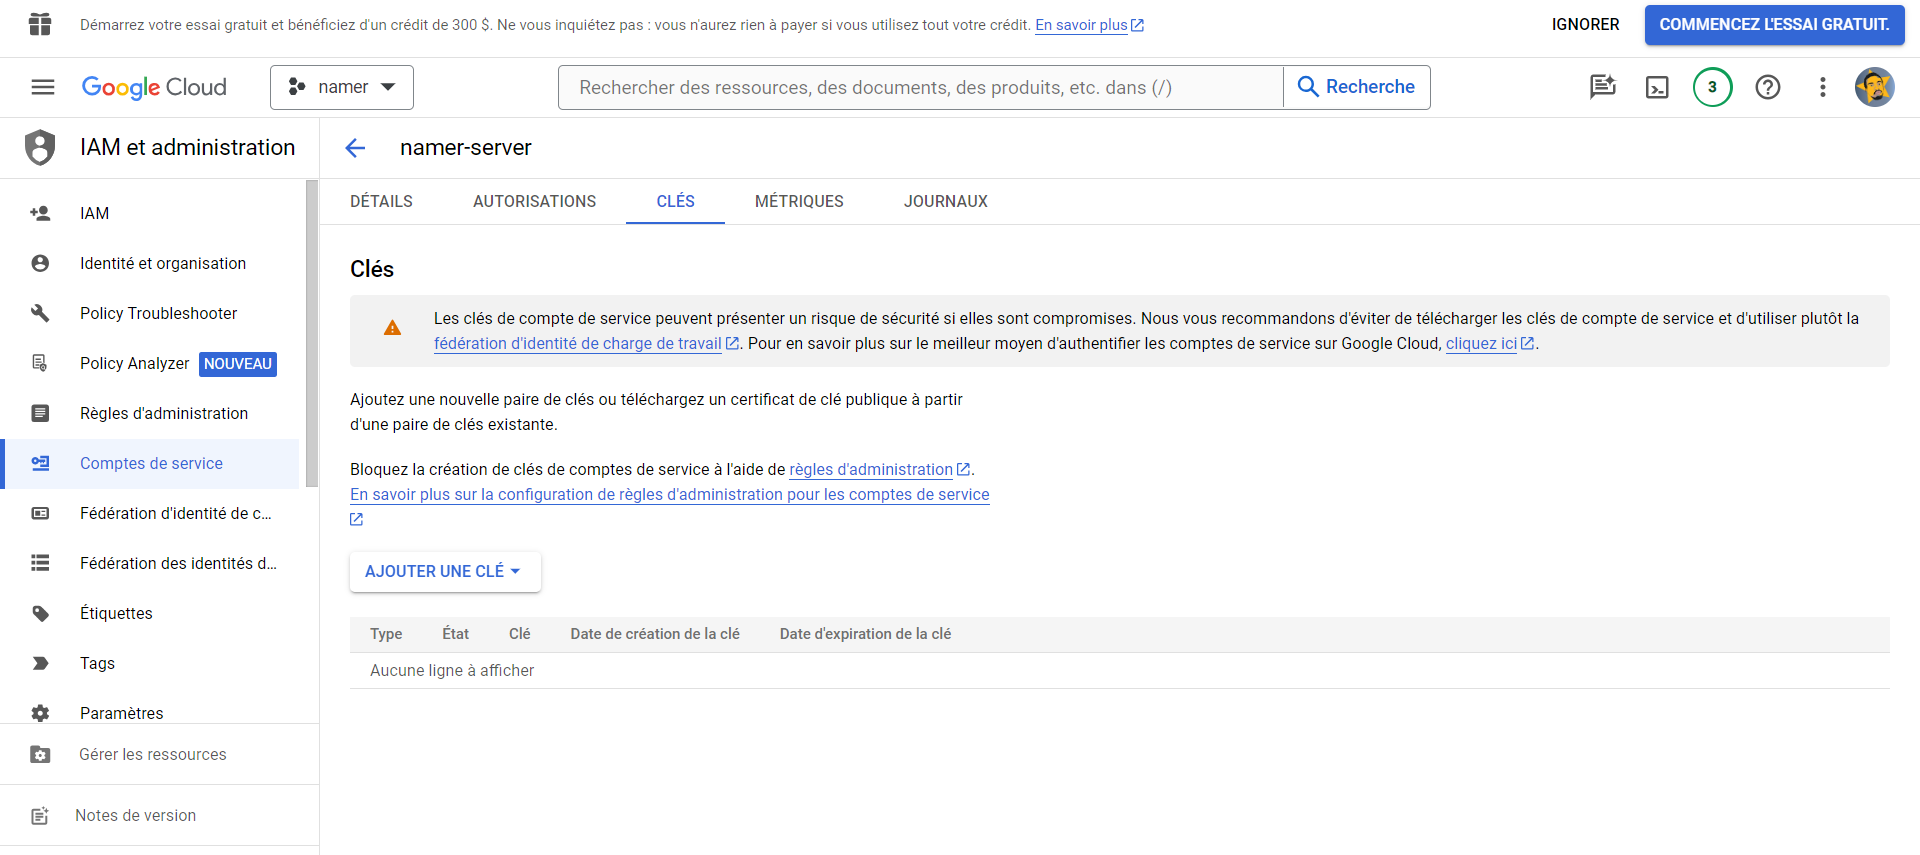 Démarrez votre essai gratuit et bénéficiez d'un crédit de 300 $. Ne vous inquiétez pas : vous n'aurez rien à payer si vous utilisez tout votre crédit. En savoir plus
IGNORER
COMMENCEZ L'ESSAI GRATUIT.
Google Cloud
namer
Rechercher des ressources, des documents, des produits, etc. dans (/)
Recherche
3
IAM et administration
namer-server
DÉTAILS
AUTORISATIONS
CLÉS
MÉTRIQUES
JOURNAUX
IAM
Identité et organisation
Policy Troubleshooter
Policy Analyzer NOUVEAU
Règles d'administration
Comptes de service
Fédération d'identité de c...
Fédération des identités d...
Étiquettes
Tags
Paramètres
Gérer les ressources
Notes de version
Clés
Les clés de compte de service peuvent présenter un risque de sécurité si elles sont compromises. Nous vous recommandons d'éviter de télécharger les clés de compte de service et d'utiliser plutôt la
fédération d'identité de charge de travail. Pour en savoir plus sur le meilleur moyen d'authentifier les comptes de service sur Google Cloud, cliquez ici.
Ajoutez une nouvelle paire de clés ou téléchargez un certificat de clé publique à partir
d'une paire de clés existante.
Bloquez la création de clés de comptes de service à l'aide de règles d'administration.
En savoir plus sur la configuration de règles d'administration pour les comptes de service
AJOUTER UNE CLÉ
Type État Clé Date de création de la clé Date d'expiration de la clé
Aucune ligne à afficher